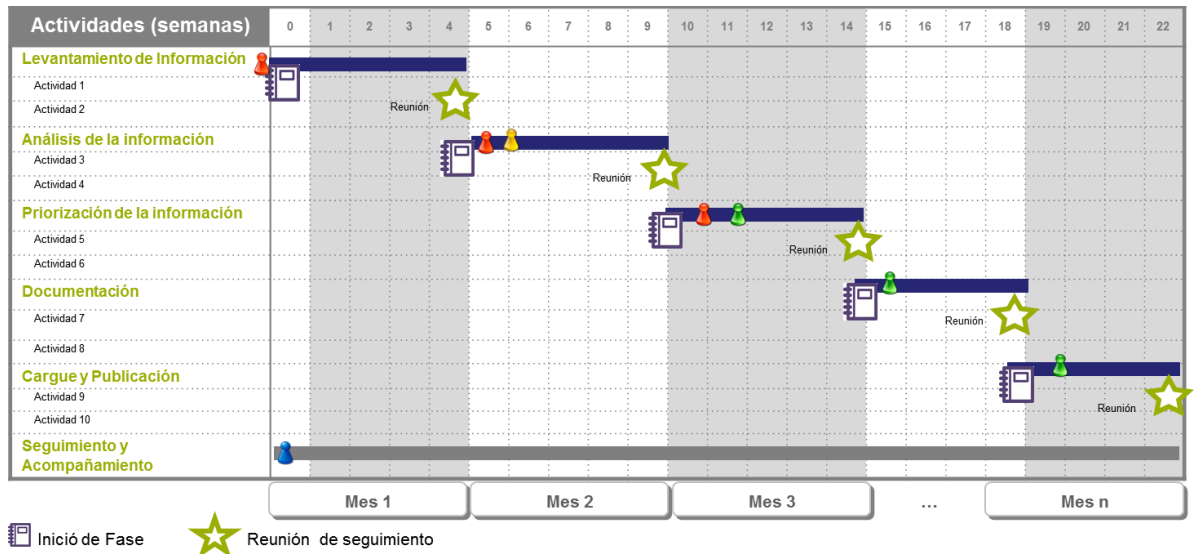 Actividades (semanas) 0 1 2 3 4 5 6 7 8 9 10 11 12 13 14 15 16 17 18 19 20 21 22
Levantamiento de Información
Actividad 1
Actividad 2
Reunión
Análisis de la información
Actividad 3
Actividad 4
Reunión
Priorización de la información
Actividad 5
Reunión
Actividad 6
Documentación
Actividad 7
Reunión
Actividad 8
Cargue y Publicación
Actividad 9
Reunión
Actividad 10
Seguimiento y
Acompañamiento
Mes 1 Mes 2 Mes 3 ... Mes n
Inició de Fase Reunión de seguimiento